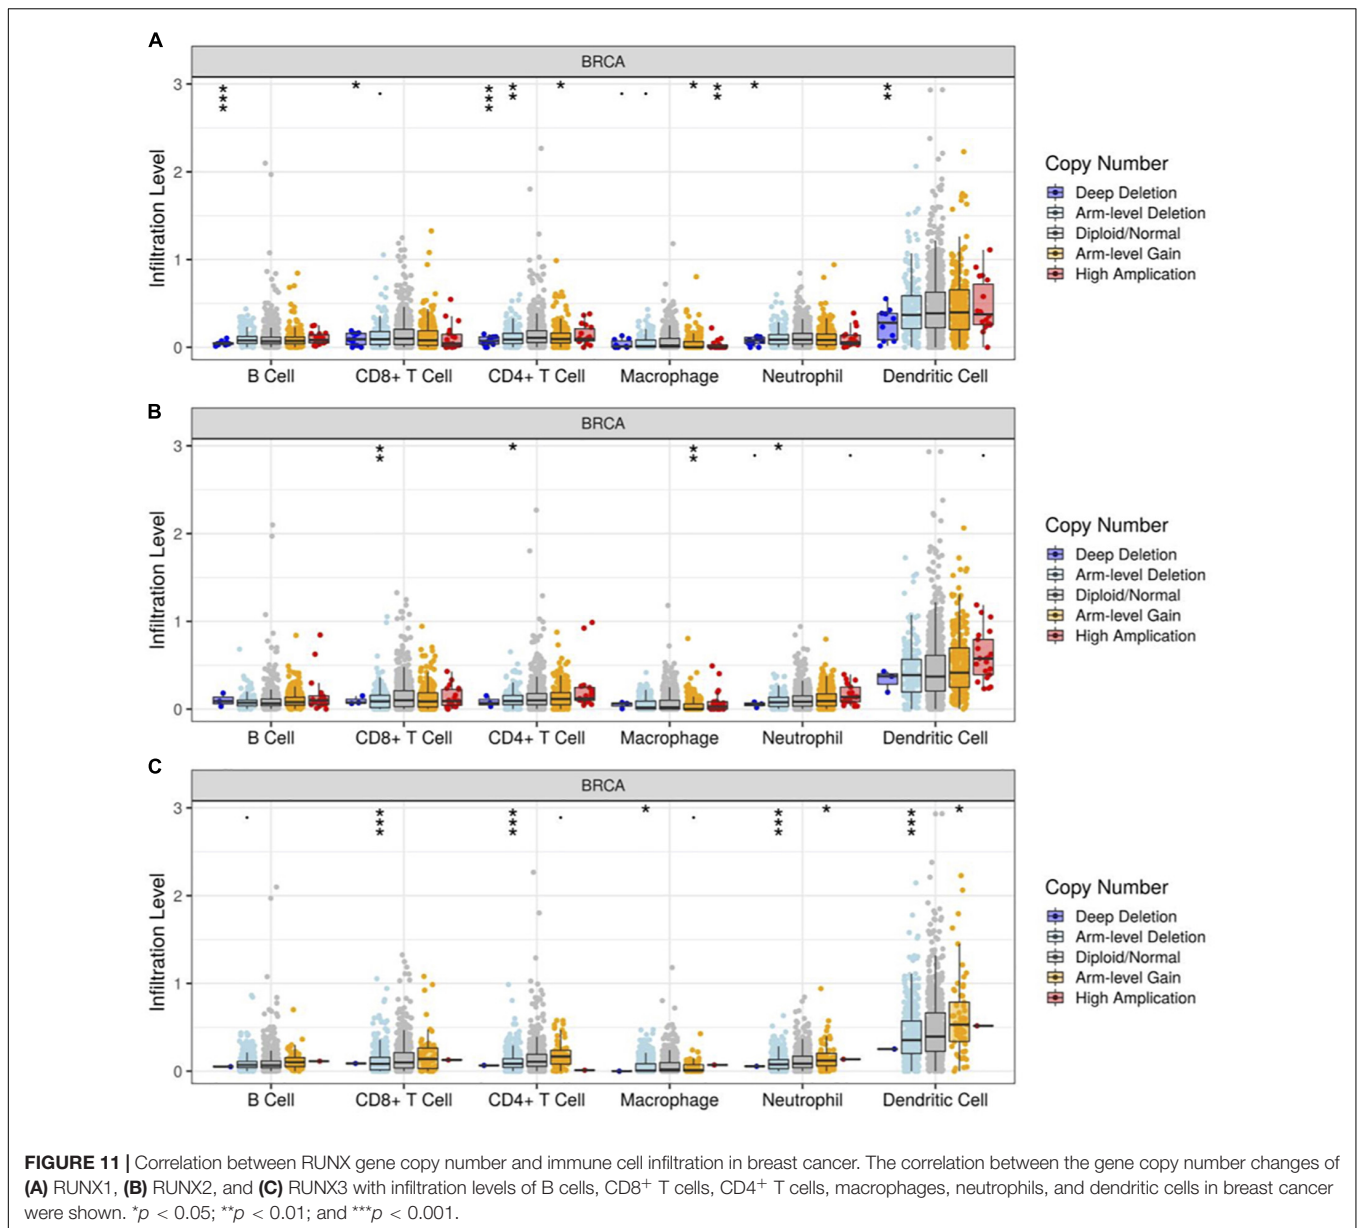 A
BRCA
*** * . *** ** * . . * ** * **
3
2
1
0
Infiltration Level
B Cell CD8+ T Cell CD4+ T Cell Macrophage Neutrophil Dendritic Cell
Copy Number
Deep Deletion
Arm-level Deletion
Diploid/Normal
Arm-level Gain
High Amplication
B
BRCA
** * ** . * . .
3
2
1
0
Infiltration Level
B Cell CD8+ T Cell CD4+ T Cell Macrophage Neutrophil Dendritic Cell
Copy Number
Deep Deletion
Arm-level Deletion
Diploid/Normal
Arm-level Gain
High Amplication
C
BRCA
. *** *** . * . *** * *** *
3
2
1
0
Infiltration Level
B Cell CD8+ T Cell CD4+ T Cell Macrophage Neutrophil Dendritic Cell
Copy Number
Deep Deletion
Arm-level Deletion
Diploid/Normal
Arm-level Gain
High Amplication
FIGURE 11 | Correlation between RUNX gene copy number and immune cell infiltration in breast cancer. The correlation between the gene copy number changes of
(A) RUNX1, (B) RUNX2, and (C) RUNX3 with infiltration levels of B cells, CD8+ T cells, CD4+ T cells, macrophages, neutrophils, and dendritic cells in breast cancer
were shown. *p < 0.05; **p < 0.01; and ***p < 0.001.